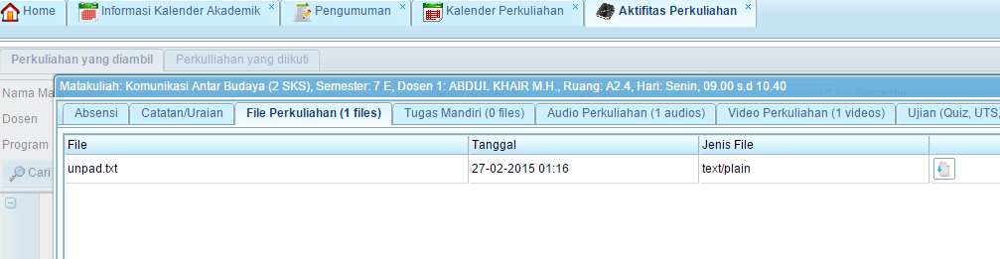 Home Informasi Kalender Akademik Pengumuman Kalender Perkuliahan Aktifitas Perkuliahan
Perkuliahan yang diambil Perkulliahan yang diikuti
Matakuliah: Komunikasi Antar Budaya (2 SKS), Semester: 7 E, Dosen 1: ABDUL KHAIR M.H., Ruang: A2.4, Hari: Senin, 09.00 s.d 10.40
Nama Semester
Absensi Catatan/Uraian File Perkuliahan (1 files) Tugas Mandiri (0 files) Audio Perkuliahan (1 audios) Video Perkuliahan (1 videos) Ujian (Quiz, UTS,
Dosen
File Tanggal Jenis File
Program
unpad.txt 27-02-2015 01:16 text/plain
Cari